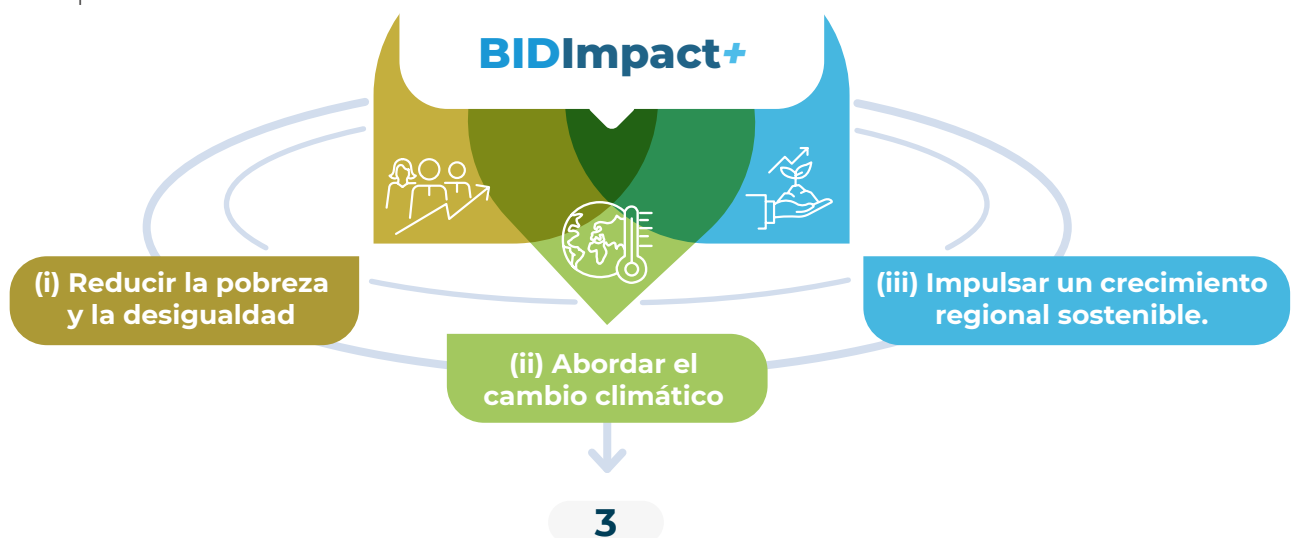 BIDImpact+
(i) Reducir la pobreza
y la desigualdad
(ii) Abordar el
cambio climático
(iii) Impulsar un crecimiento
regional sostenible.
3